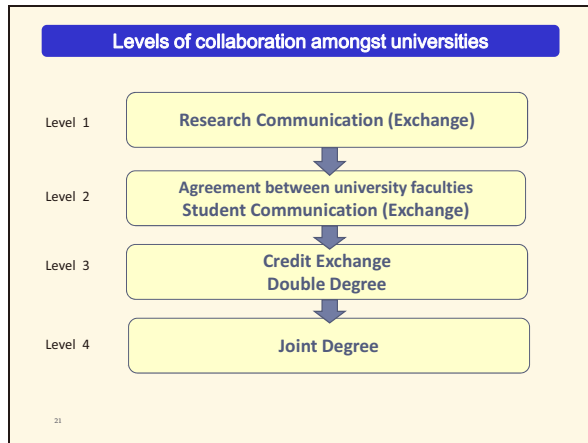 Levels of collaboration amongst universities
Level 1
Research Communication (Exchange)
Level 2
Agreement between university faculties
Student Communication (Exchange)
Level 3
Credit Exchange
Double Degree
Level 4
Joint Degree
21